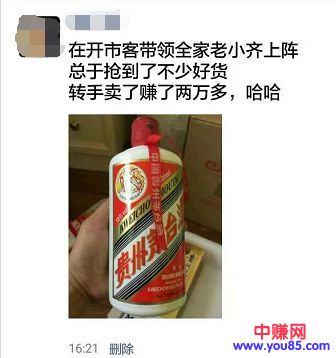 在开市客带领全家老小齐上阵
总于抢到了不少好货
转手卖了赚了两万多，哈哈
KWEICHOW MOUTAI
贵州茅台酒
16:21 删除
中赚网
www.you85.com